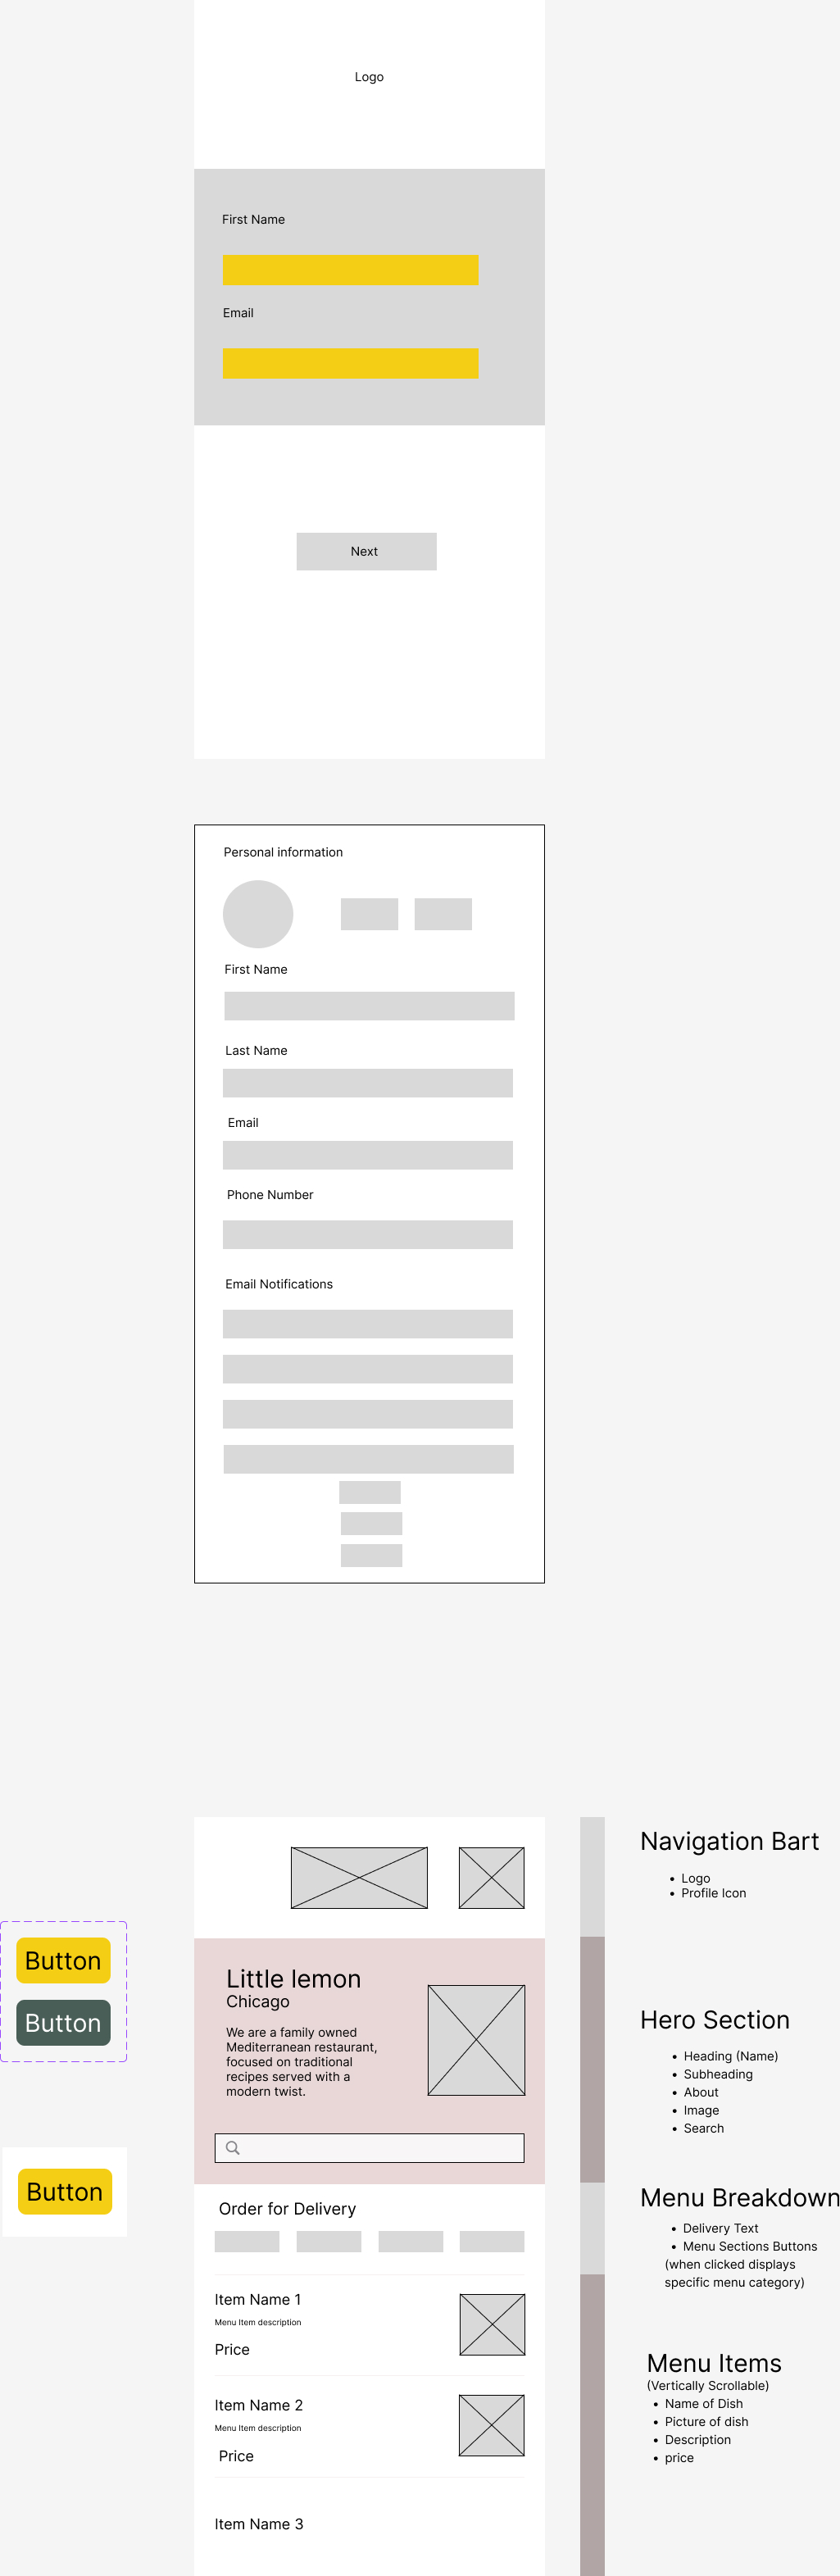 Logo
First Name
Email
Next
Personal information
First Name
Last Name
Email
Phone Number
Email Notifications
Button
Button
Button
Little lemon
Chicago
We are a family owned
Mediterranean restaurant,
focused on traditional
recipes served with a
modern twist.
Order for Delivery
Item Name 1
Menu Item description
Price
Item Name 2
Menu Item description
Price
Item Name 3
Navigation Bart
• Logo
• Profile Icon
Hero Section
• Heading (Name)
• Subheading
• About
• Image
• Search
Menu Breakdown
• Delivery Text
• Menu Sections Buttons
(when clicked displays
specific menu category)
Menu Items
(Vertically Scrollable)
• Name of Dish
• Picture of dish
• Description
• price